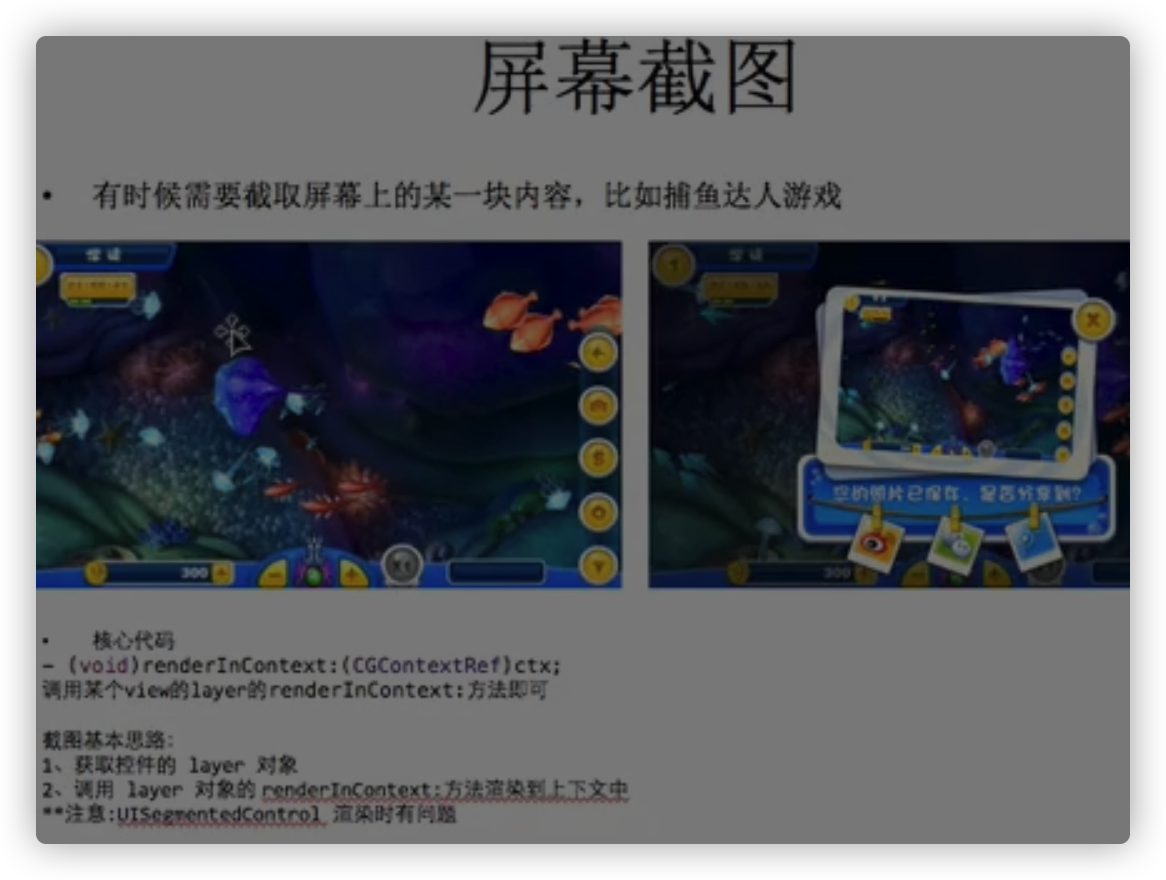 屏幕截图
• 有时候需要截取屏幕上的某一块内容，比如捕鱼达人游戏
300
您的照片已保存，是否分享到?
300
• 核心代码
- (void)renderInContext:(CGContextRef)ctx;
调用某个view的layer的renderInContext:方法即可
截图基本思路:
1、获取控件的 layer 对象
2、调用 layer 对象的 renderInContext:方法渲染到上下文中
**注意:UISegmentedControl 渲染时有问题